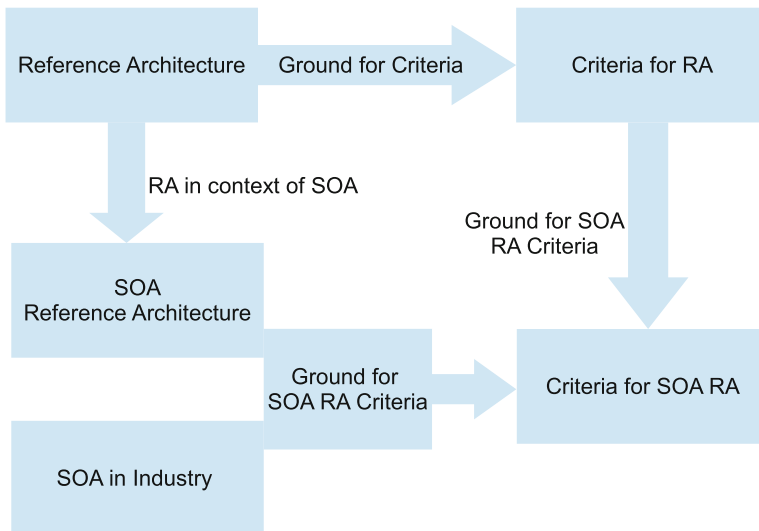 Reference Architecture
Ground for Criteria
Criteria for RA
RA in context of SOA
Ground for SOA
RA Criteria
SOA
Reference Architecture
Ground for
SOA RA Criteria
Criteria for SOA RA
SOA in Industry